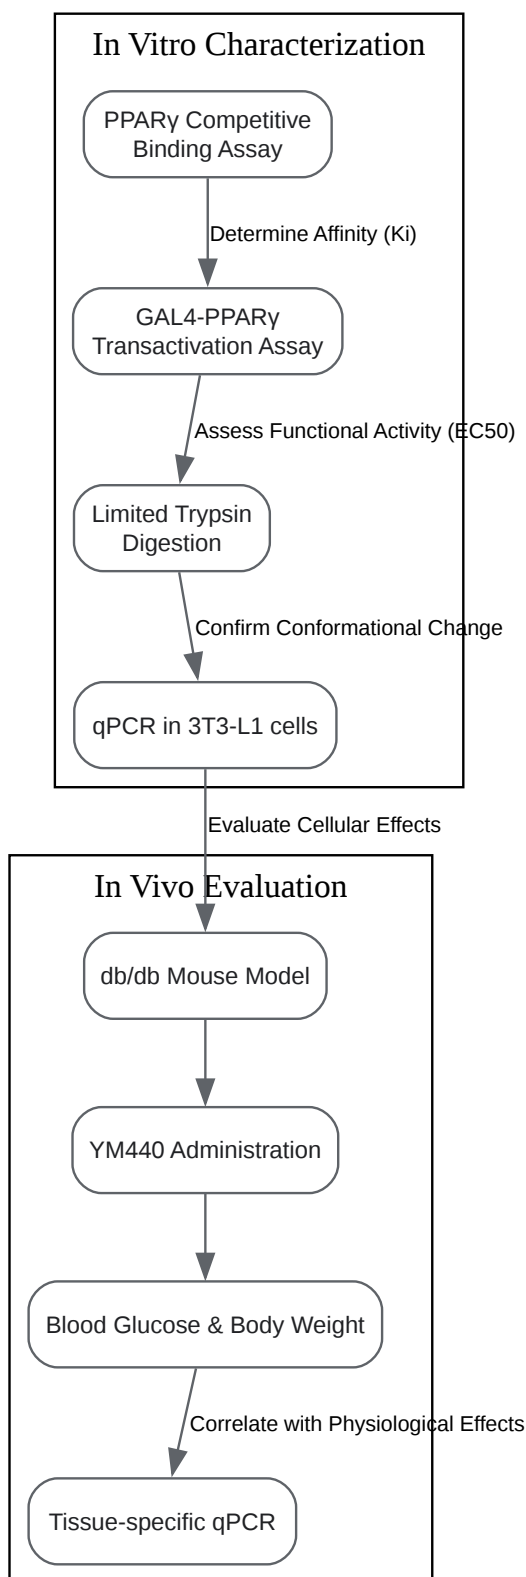 In Vitro Characterization
PPARγ Competitive
Binding Assay
Determine Affinity (Ki)
GAL4-PPARγ
Transactivation Assay
Assess Functional Activity (EC50)
Limited Trypsin
Digestion
Confirm Conformational Change
qPCR in 3T3-L1 cells
Evaluate Cellular Effects
In Vivo Evaluation
db/db Mouse Model
YM440 Administration
Blood Glucose & Body Weight
Correlate with Physiological Effects
Tissue-specific qPCR